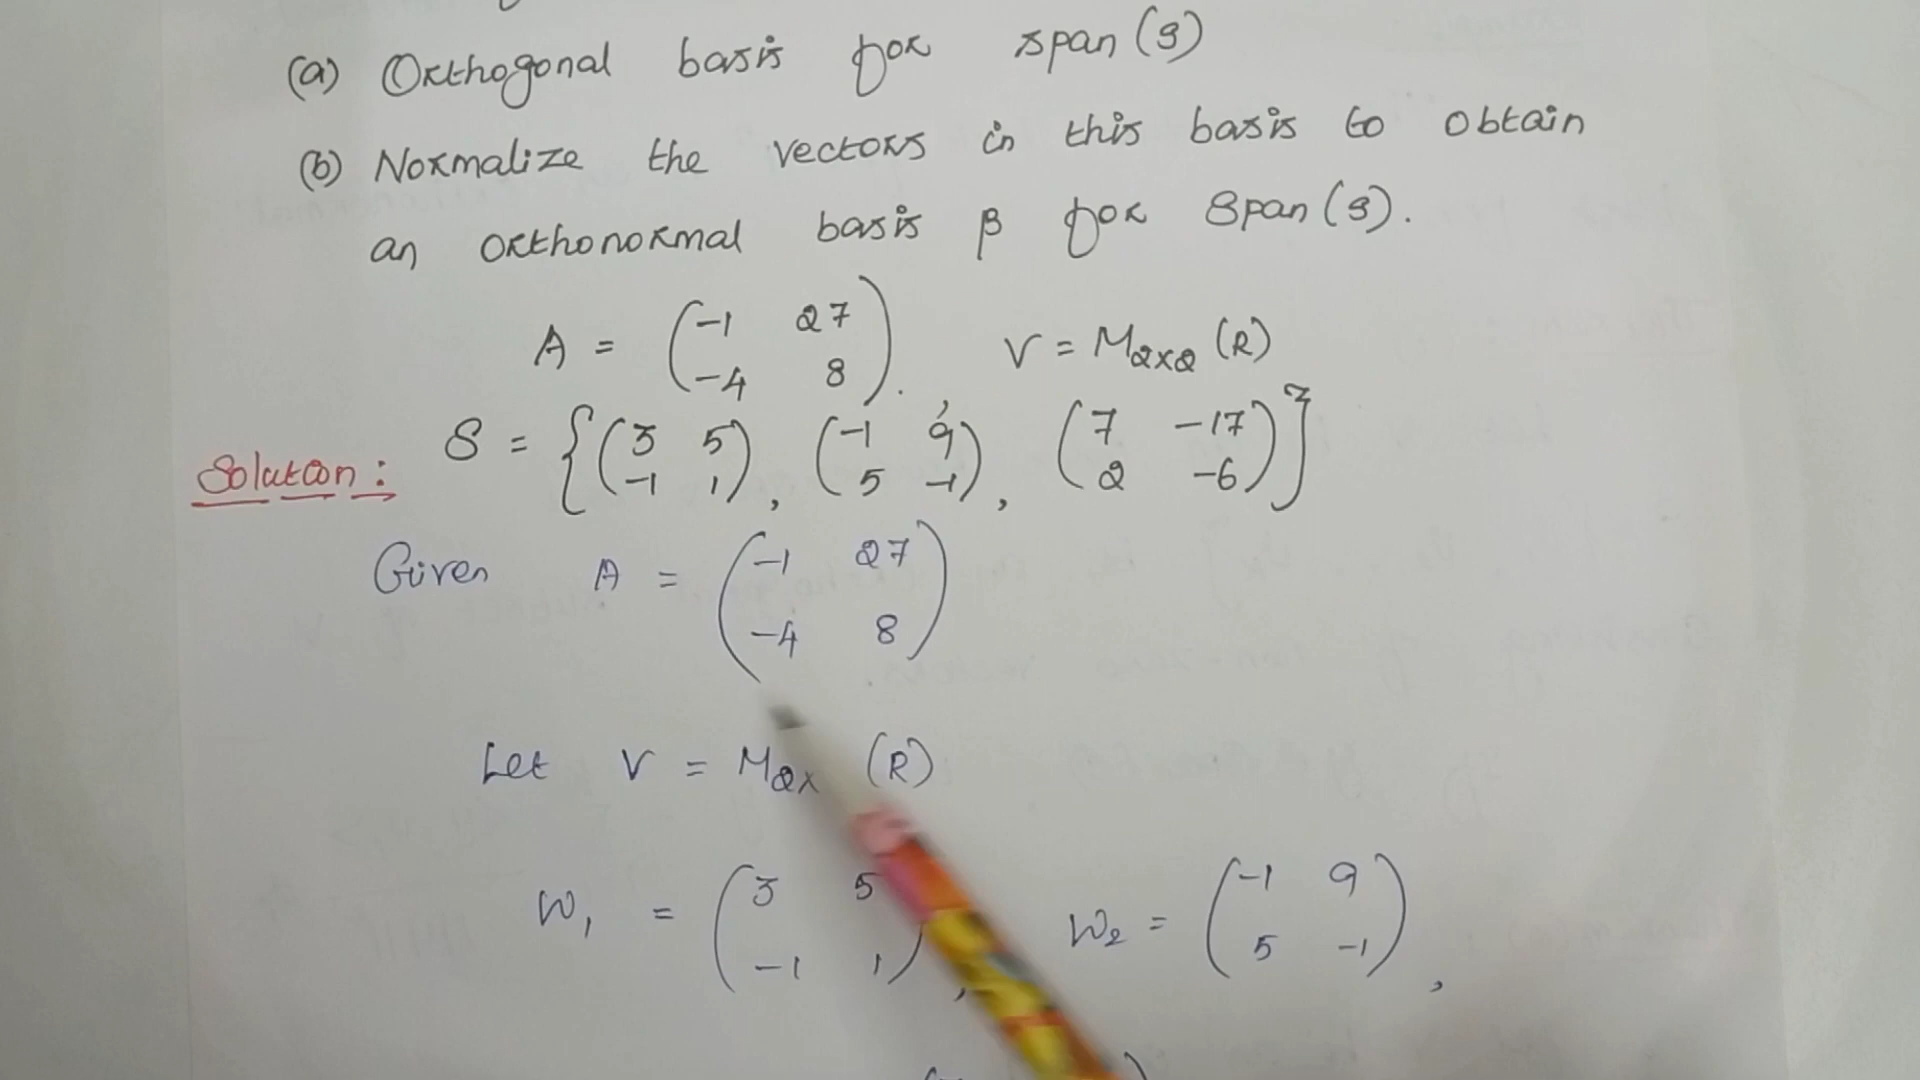 (a) Orthogonal basis for span(S)
(b) Normalize the vectors in this basis to obtain
an orthonormal basis β for Span(S).
A = (-1 27
-4 8). V = M2x2 (R)
S = {(3 5
-1 1), (-1 9
5 -1), (7 -17
2 -6)}
Solution:
Given A = (-1 27
-4 8)
Let V = M2x (R)
W1 = (3 5
-1 1), W2 = (-1 9
5 -1),